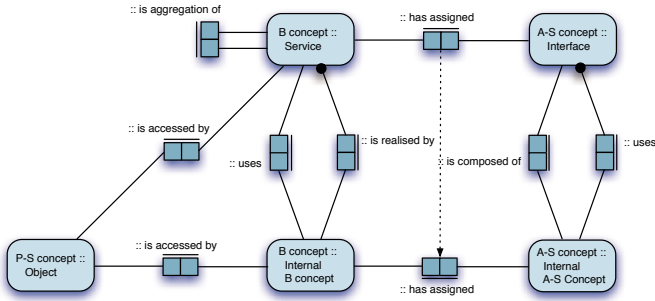 :: is aggregation of
B concept ::
Service
:: has assigned
A-S concept ::
Interface
:: is accessed by
:: uses
:: is realised by
:: is composed of
:: uses
P-S concept ::
Object
:: is accessed by
B concept ::
Internal
B concept
:: has assigned
A-S concept ::
Internal
A-S Concept